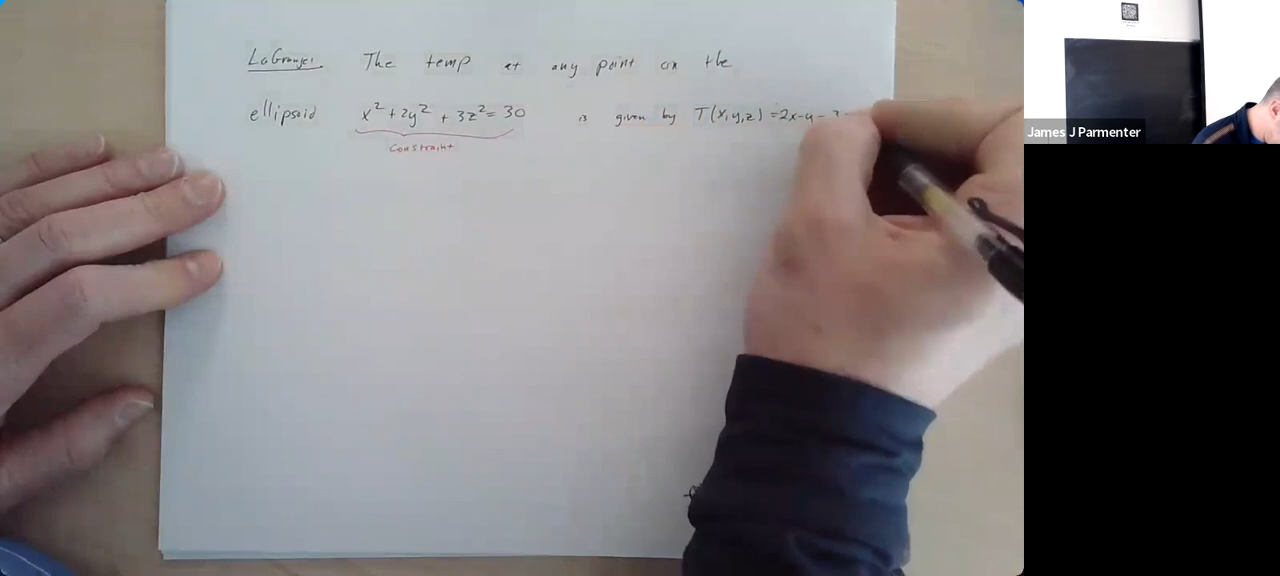 LaGrange: The temp at any point on the
ellipsoid x² + 2y² + 3z² = 30 is given by T(x,y,z) = 2x-y-3
constraint
James J Parmenter